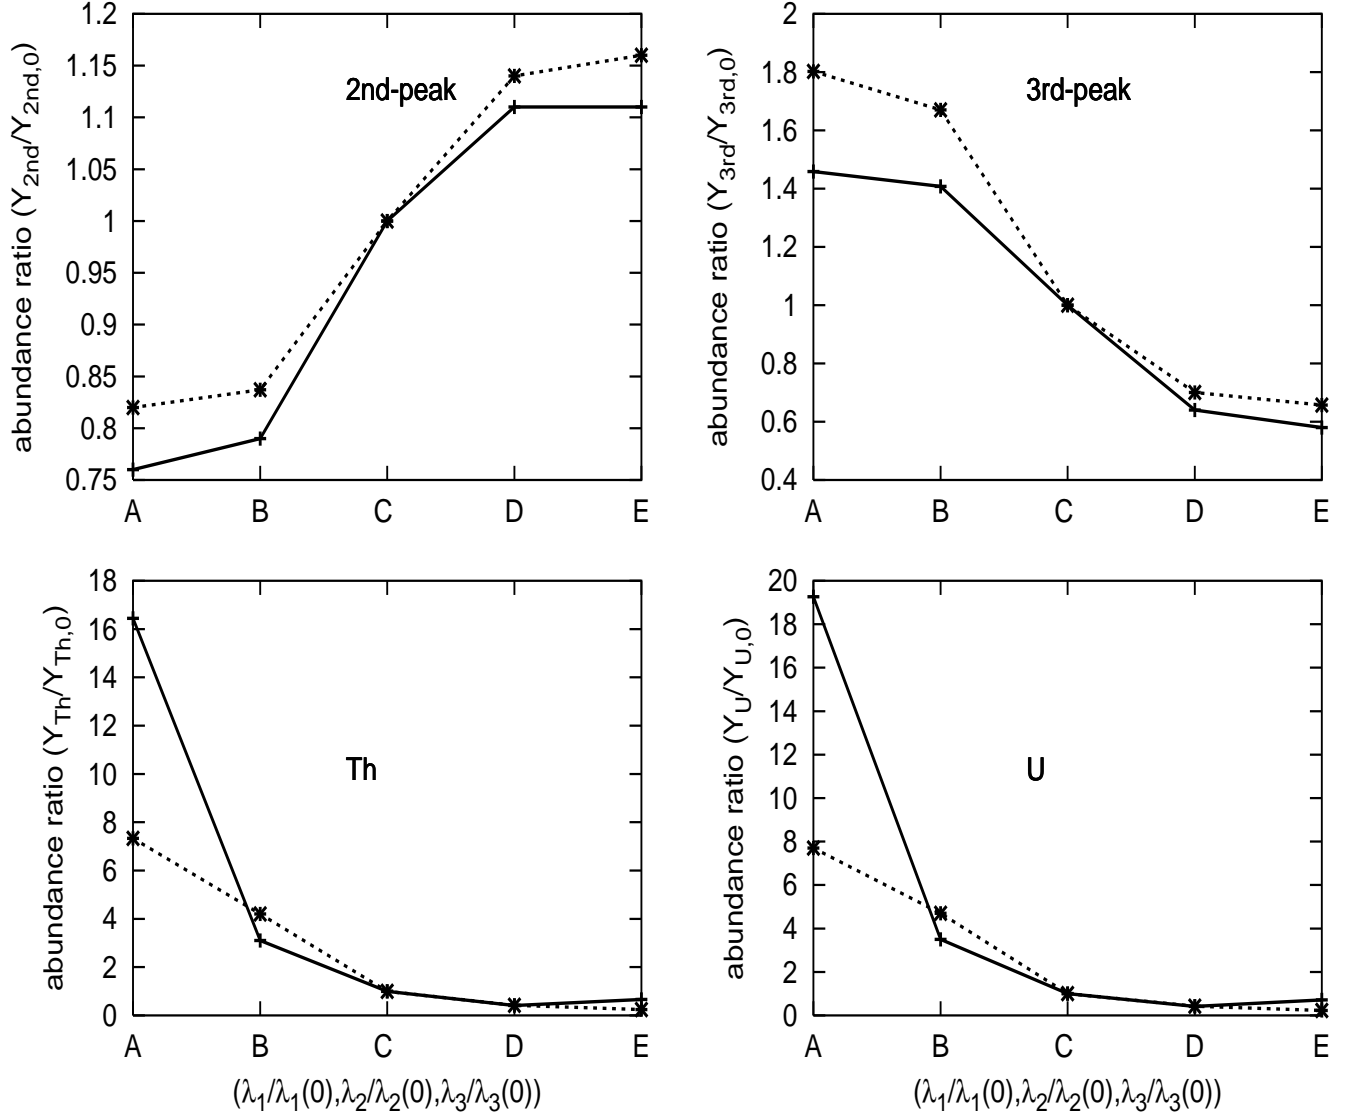 abundance ratio (Y2nd/Y2nd,0)
1.2
1.15
1.1
1.05
1
0.95
0.9
0.85
0.8
0.75
2nd-peak
A B C D E
abundance ratio (Y3rd/Y3rd,0)
2
1.8
1.6
1.4
1.2
1
0.8
0.6
0.4
3rd-peak
A B C D E
abundance ratio (YTh/YTh,0)
18
16
14
12
10
8
6
4
2
0
Th
A B C D E
(λ1/λ1(0),λ2/λ2(0),λ3/λ3(0))
abundance ratio (YU/YU,0)
20
18
16
14
12
10
8
6
4
2
0
U
A B C D E
(λ1/λ1(0),λ2/λ2(0),λ3/λ3(0))